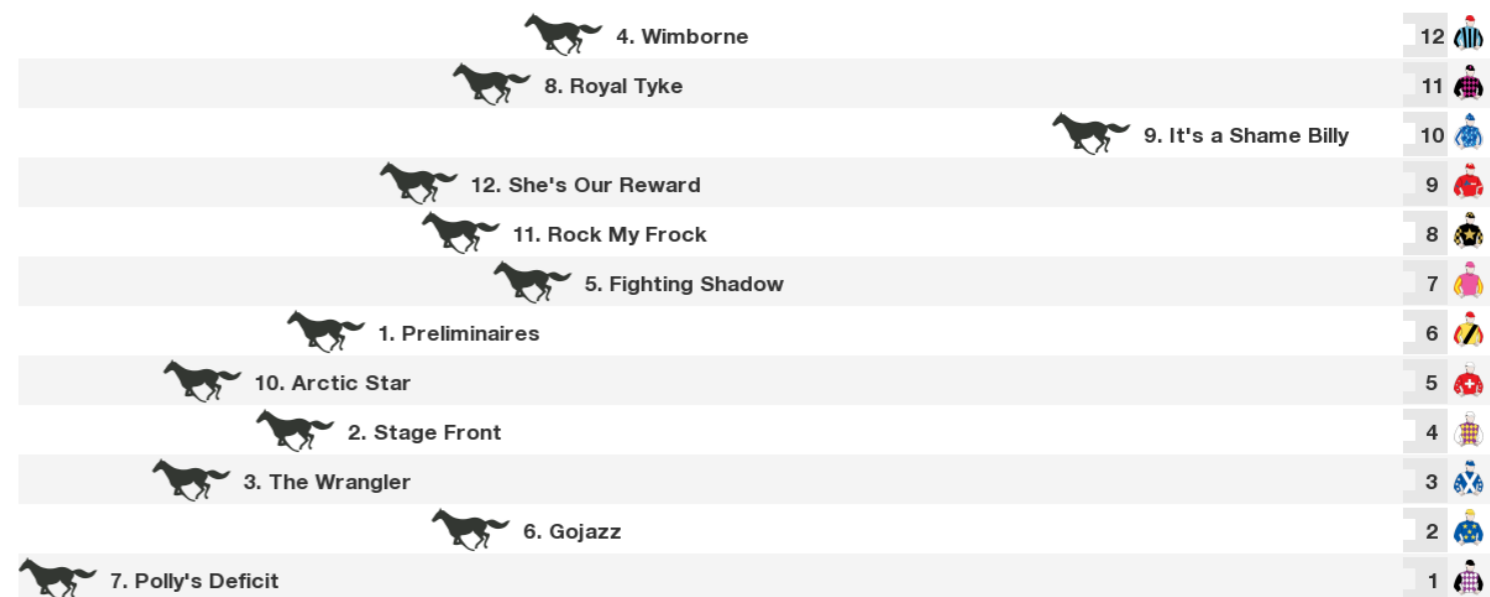 4. Wimborne 12
8. Royal Tyke 11
9. It's a Shame Billy 10
12. She's Our Reward 9
11. Rock My Frock 8
5. Fighting Shadow 7
1. Preliminaires 6
10. Arctic Star 5
2. Stage Front 4
3. The Wrangler 3
6. Gojazz 2
7. Polly's Deficit 1